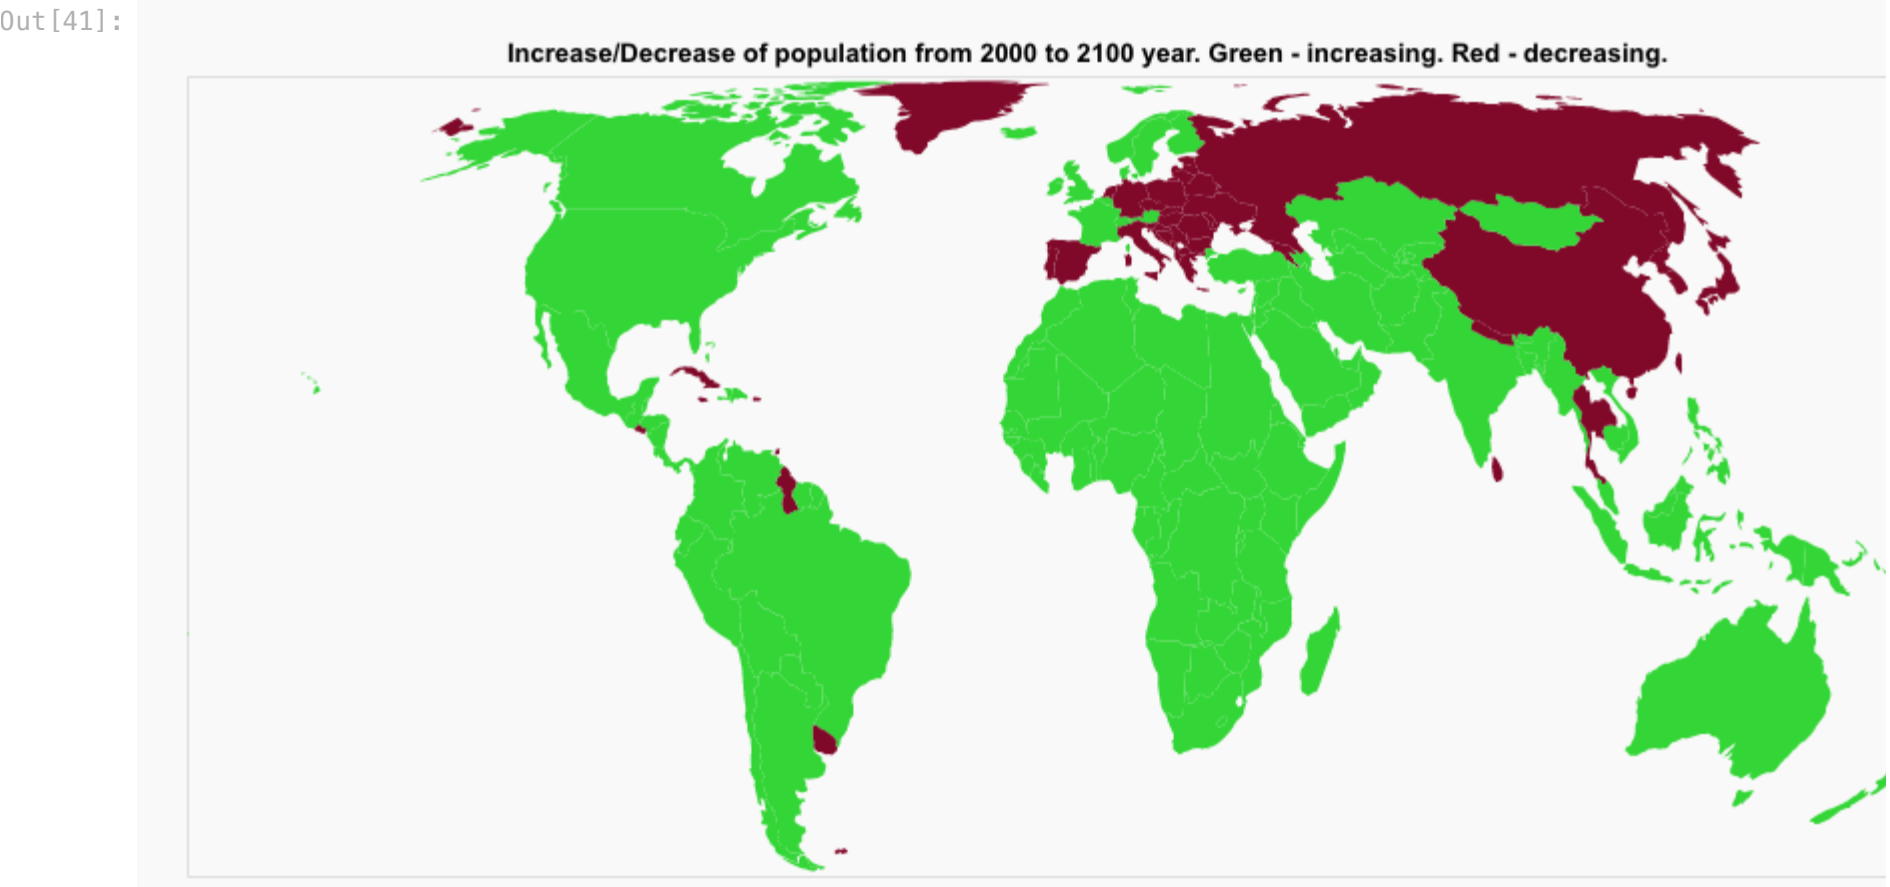 Out[41]:
Increase/Decrease of population from 2000 to 2100 year. Green - increasing. Red - decreasing.